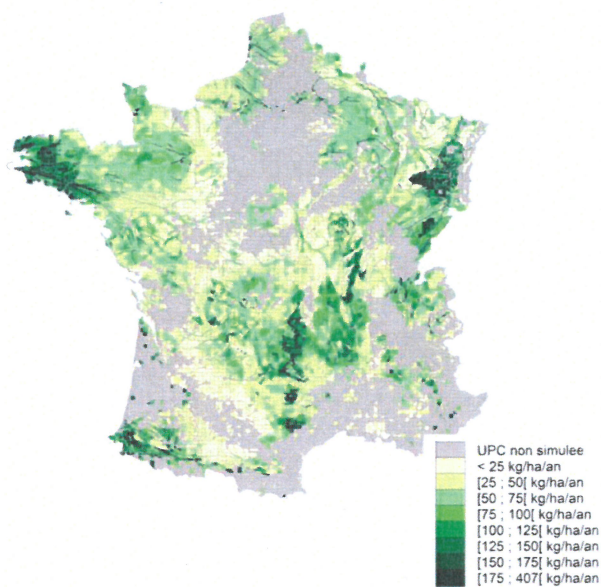 UPC non simulee
< 25 kg/ha/an
[25 ; 50[ kg/ha/an
[50 ; 75[ kg/ha/an
[75 ; 100[ kg/ha/an
[100 ; 125[ kg/ha/an
[125 ; 150[ kg/ha/an
[150 ; 175[ kg/ha/an
[175 ; 407[ kg/ha/an